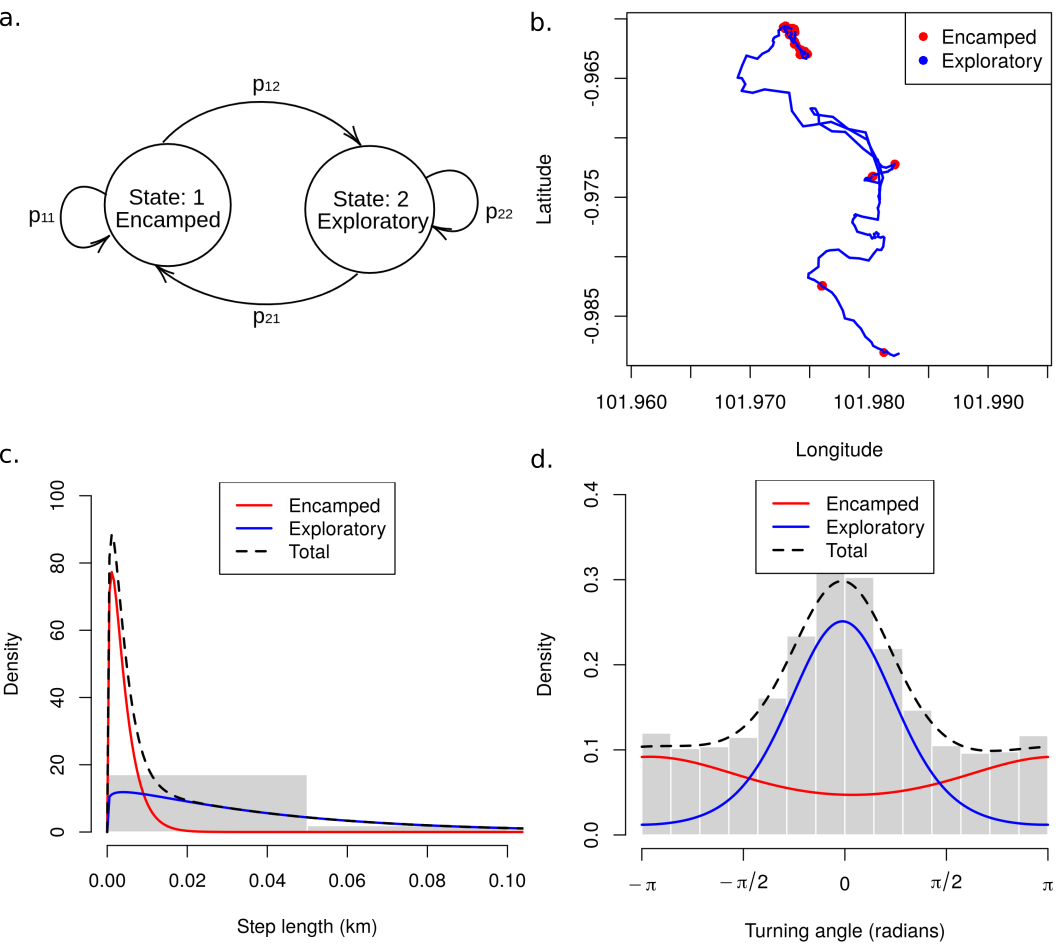 a.
p12
State: 1
Encamped
State: 2
Exploratory
p11
p22
p21
b.
Encamped
Exploratory
Latitude
-0.965
-0.975
-0.985
101.960 101.970 101.980 101.990
Longitude
c.
Encamped
Exploratory
Total
Density
100
80
60
40
20
0
0.00 0.02 0.04 0.06 0.08 0.10
Step length (km)
d.
Encamped
Exploratory
Total
Density
0.4
0.3
0.2
0.1
0.0
−π −π/2 0 π/2 π
Turning angle (radians)